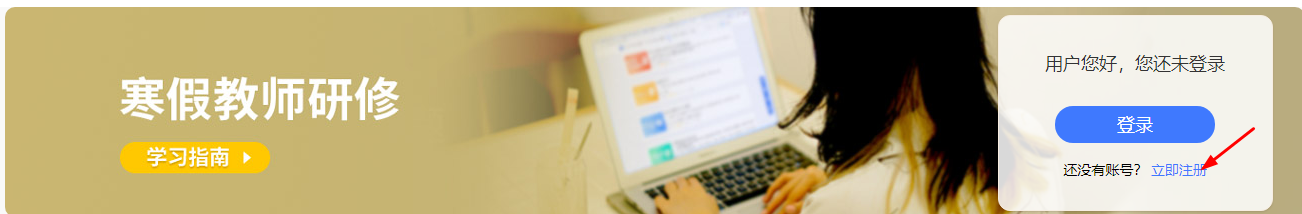 寒假教师研修
学习指南
用户您好，您还未登录
登录
还没有账号？ 立即注册